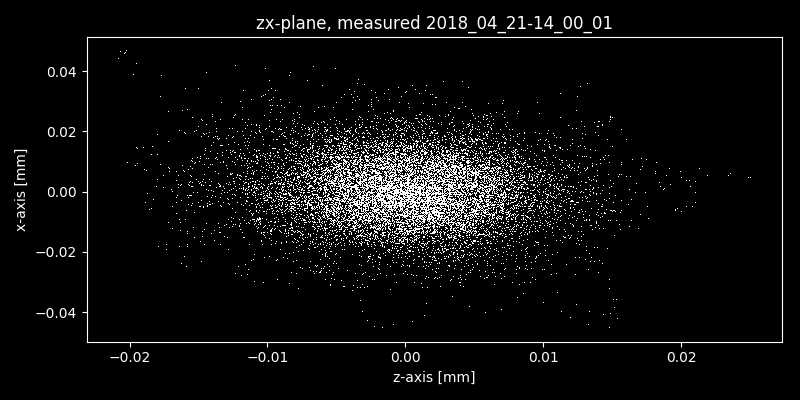 zx-plane, measured 2018_04_21-14_00_01
0.04
0.02
0.00
−0.02
−0.04
x-axis [mm]
−0.02 −0.01 0.00 0.01 0.02
z-axis [mm]